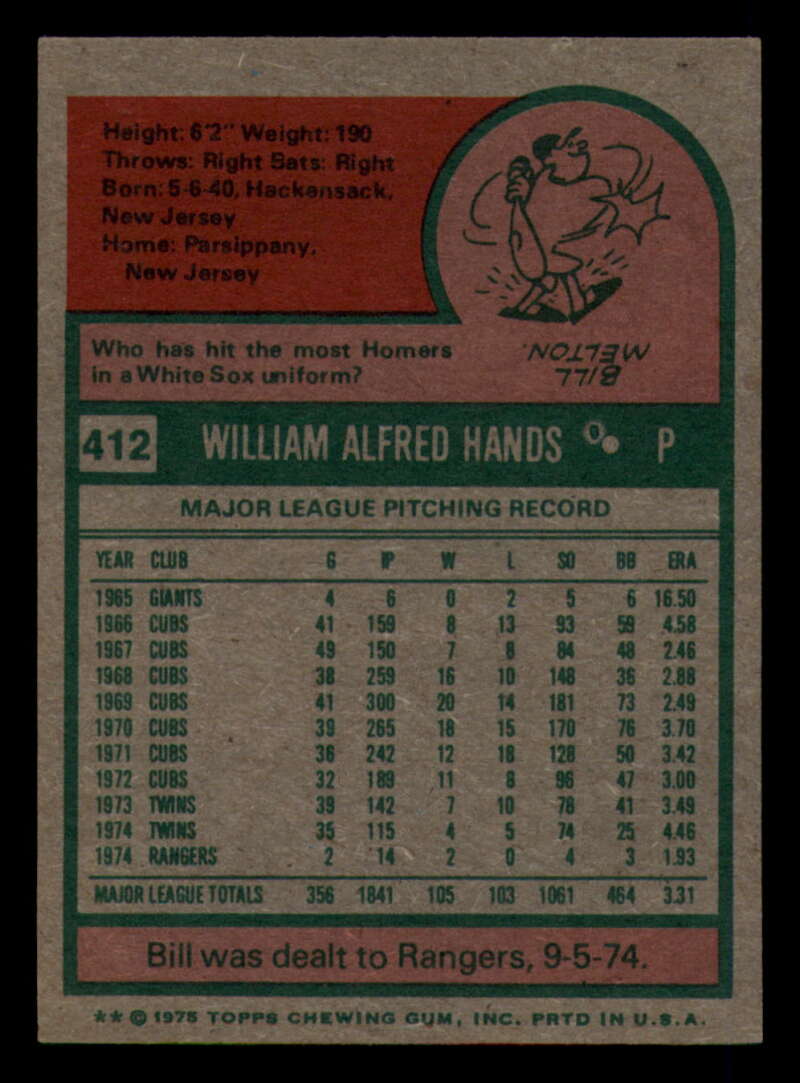 Height: 6'2" Weight: 190
Throws: Right Bats: Right
Born: 5-6-40, Hackensack,
New Jersey
Home: Parsippany,
New Jersey
Who has hit the most Homers
in a White Sox uniform?
BILL
MELTON.
412 WILLIAM ALFRED HANDS P
MAJOR LEAGUE PITCHING RECORD
YEAR CLUB G IP W L SO BB ERA
1965 GIANTS 4 6 0 2 5 6 16.50
1966 CUBS 41 159 8 13 93 59 4.58
1967 CUBS 49 150 7 8 84 48 2.46
1968 CUBS 38 259 16 10 148 36 2.88
1969 CUBS 41 300 20 14 181 73 2.49
1970 CUBS 39 265 18 15 170 76 3.70
1971 CUBS 36 242 12 18 128 50 3.42
1972 CUBS 32 189 11 8 96 47 3.00
1973 TWINS 39 142 7 10 78 41 3.49
1974 TWINS 35 115 4 5 74 25 4.46
1974 RANGERS 2 14 2 0 4 3 1.93
MAJOR LEAGUE TOTALS 356 1841 105 103 1061 464 3.31
Bill was dealt to Rangers, 9-5-74.
** © 1975 TOPPS CHEWING GUM, INC. PRTD IN U.S.A.